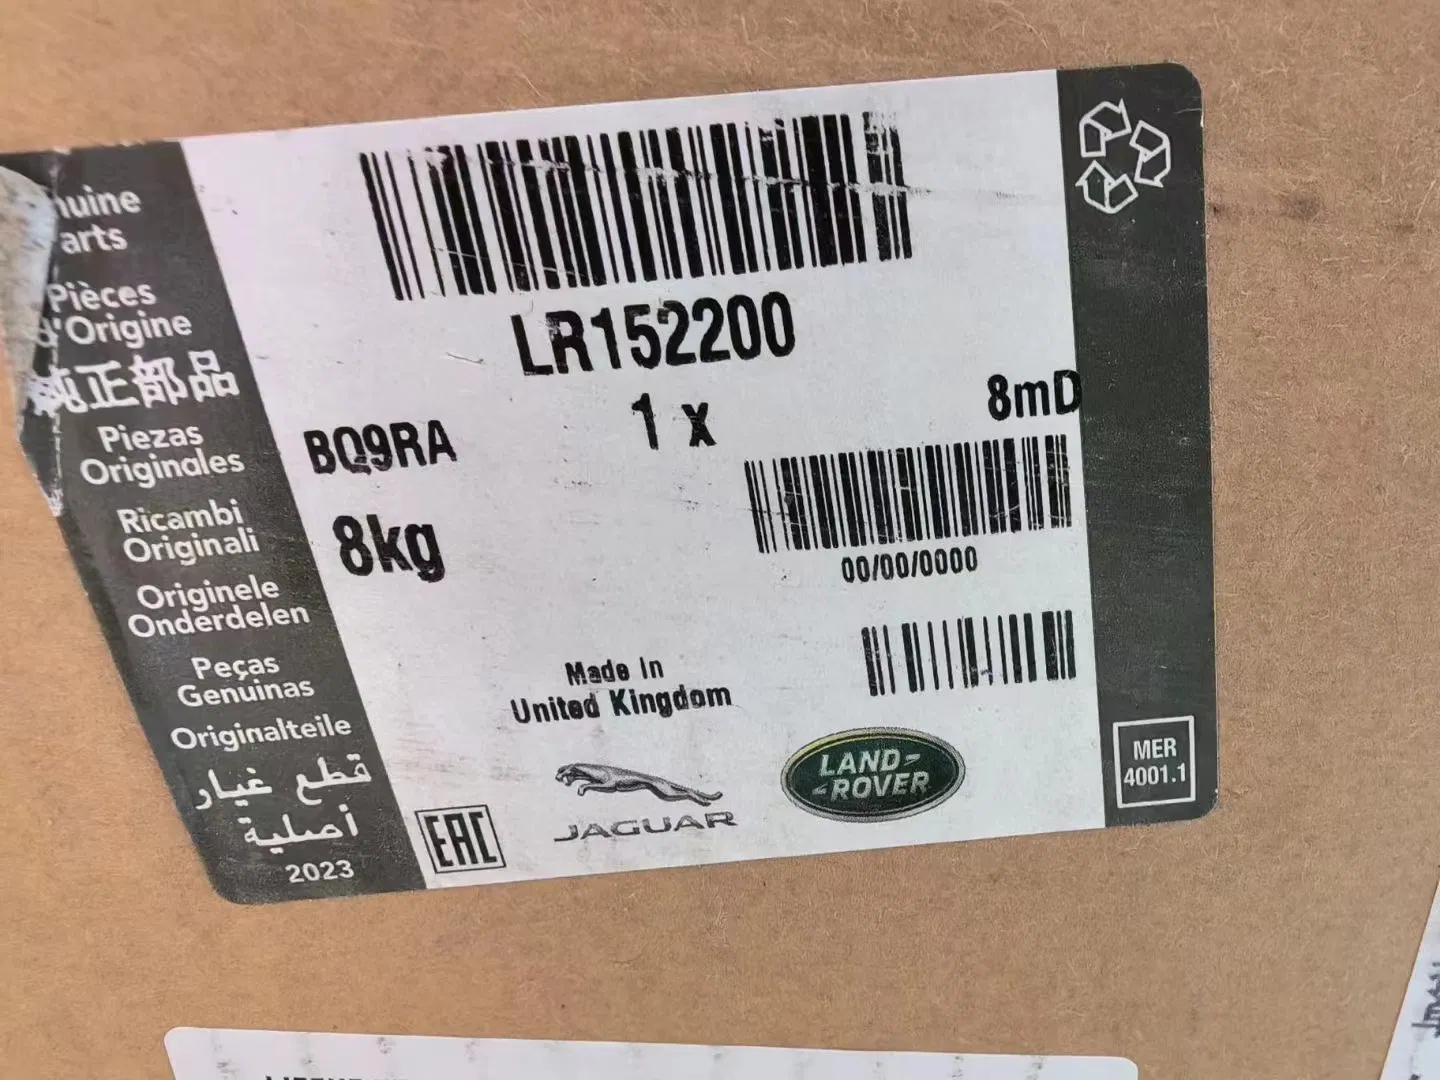 Pièces
d'Origine
純正部品
Piezas
Originales
Ricambi
Originali
Originele
Onderdelen
Peças
Genuinas
Originalteile
قطع غيار
أصلية
2023
LR152200
1 x
8mD
BQ9RA
8kg
00/00/0000
Made In
United Kingdom
EAC
JAGUAR
LAND-
-ROVER
MER
4001.1